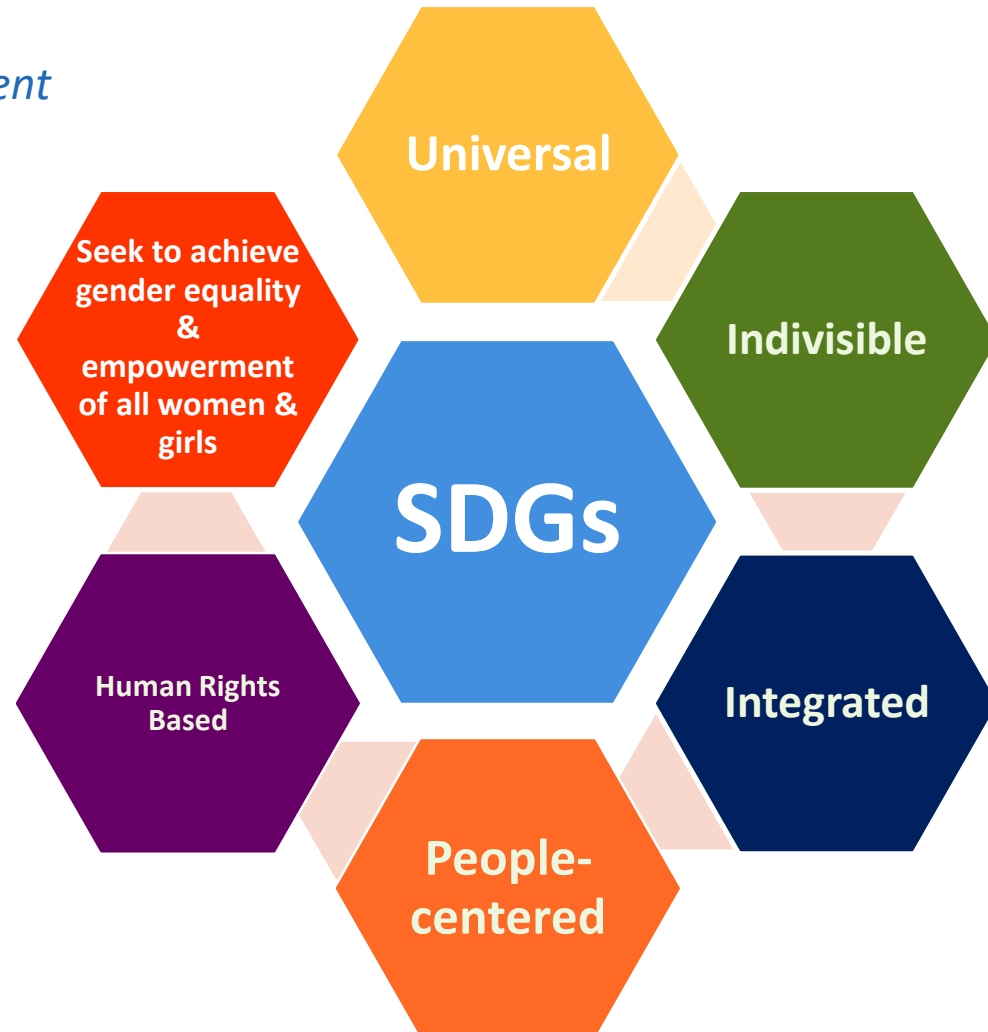 ent
Universal
Seek to achieve
gender equality
&
empowerment
of all women &
girls
Indivisible
SDGs
Human Rights
Based
Integrated
People-
centered